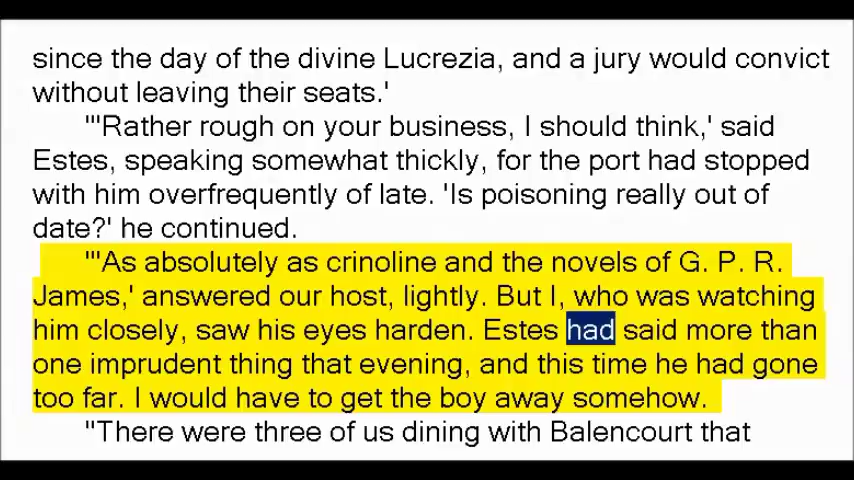 since the day of the divine Lucrezia, and a jury would convict
without leaving their seats.'
"'Rather rough on your business, I should think,' said
Estes, speaking somewhat thickly, for the port had stopped
with him overfrequently of late. 'Is poisoning really out of
date?' he continued.
"'As absolutely as crinoline and the novels of G. P. R.
James,' answered our host, lightly. But I, who was watching
him closely, saw his eyes harden. Estes had said more than
one imprudent thing that evening, and this time he had gone
too far. I would have to get the boy away somehow.
"There were three of us dining with Balencourt that